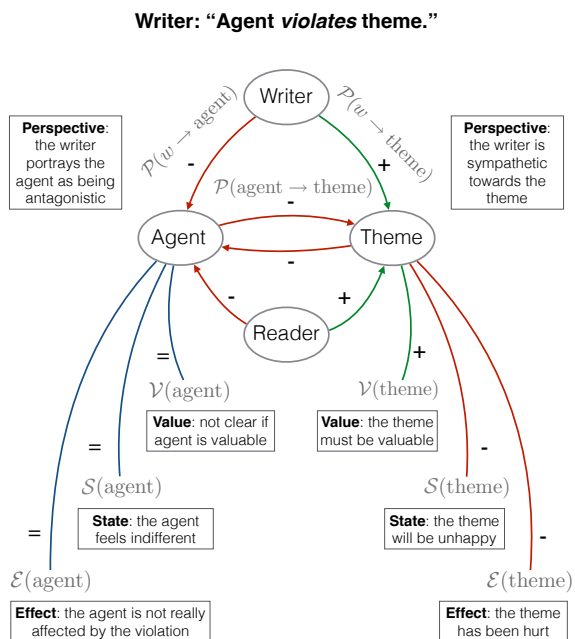 Writer: “Agent violates theme.”
Writer
P(w → agent)
P(w → theme)
Perspective:
the writer
portrays the
agent as being
antagonistic
Perspective:
the writer is
sympathetic
towards the
theme
-
+
P(agent → theme)
-
Agent
Theme
-
-
+
Reader
=
+
V(agent)
V(theme)
Value: not clear if
agent is valuable
Value: the theme
must be valuable
=
-
S(agent)
S(theme)
State: the agent
feels indifferent
State: the theme
will be unhappy
=
-
E(agent)
E(theme)
Effect: the agent is not really
affected by the violation
Effect: the theme
has been hurt